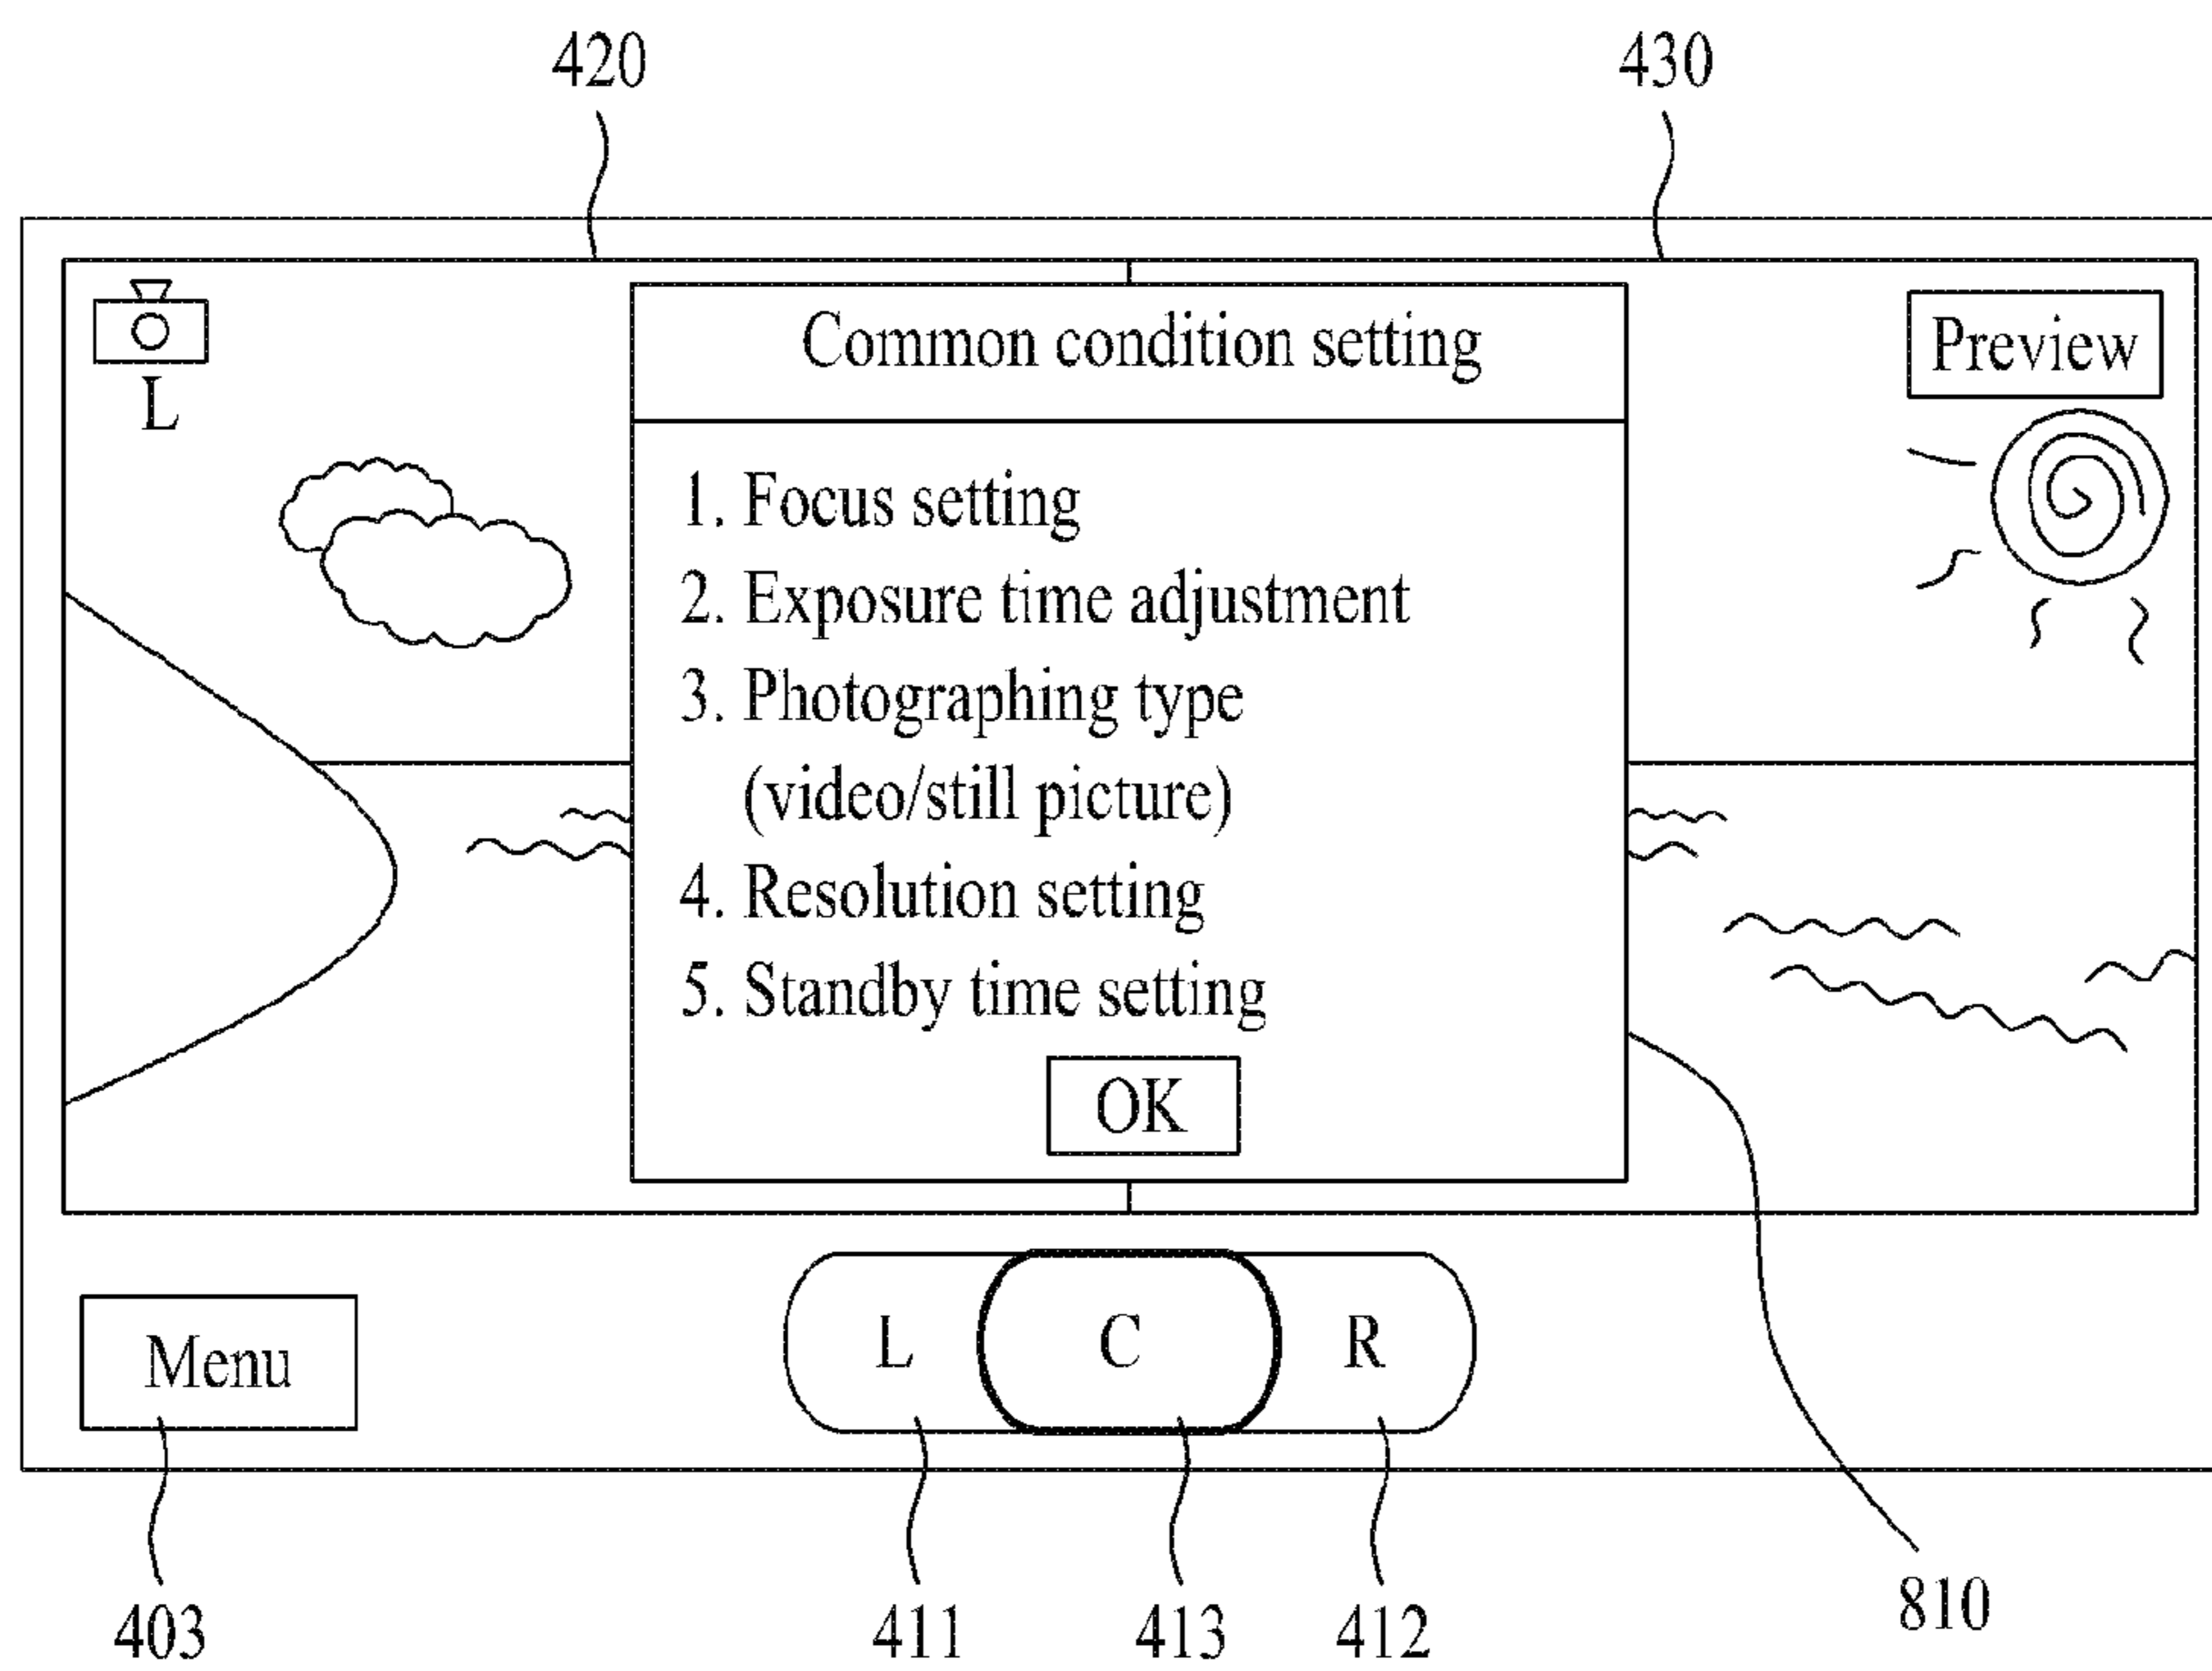 420
430
L
Preview
Common condition setting
1. Focus setting
2. Exposure time adjustment
3. Photographing type
(video/still picture)
4. Resolution setting
5. Standby time setting
OK
Menu
L
C
R
403
411
413
412
810